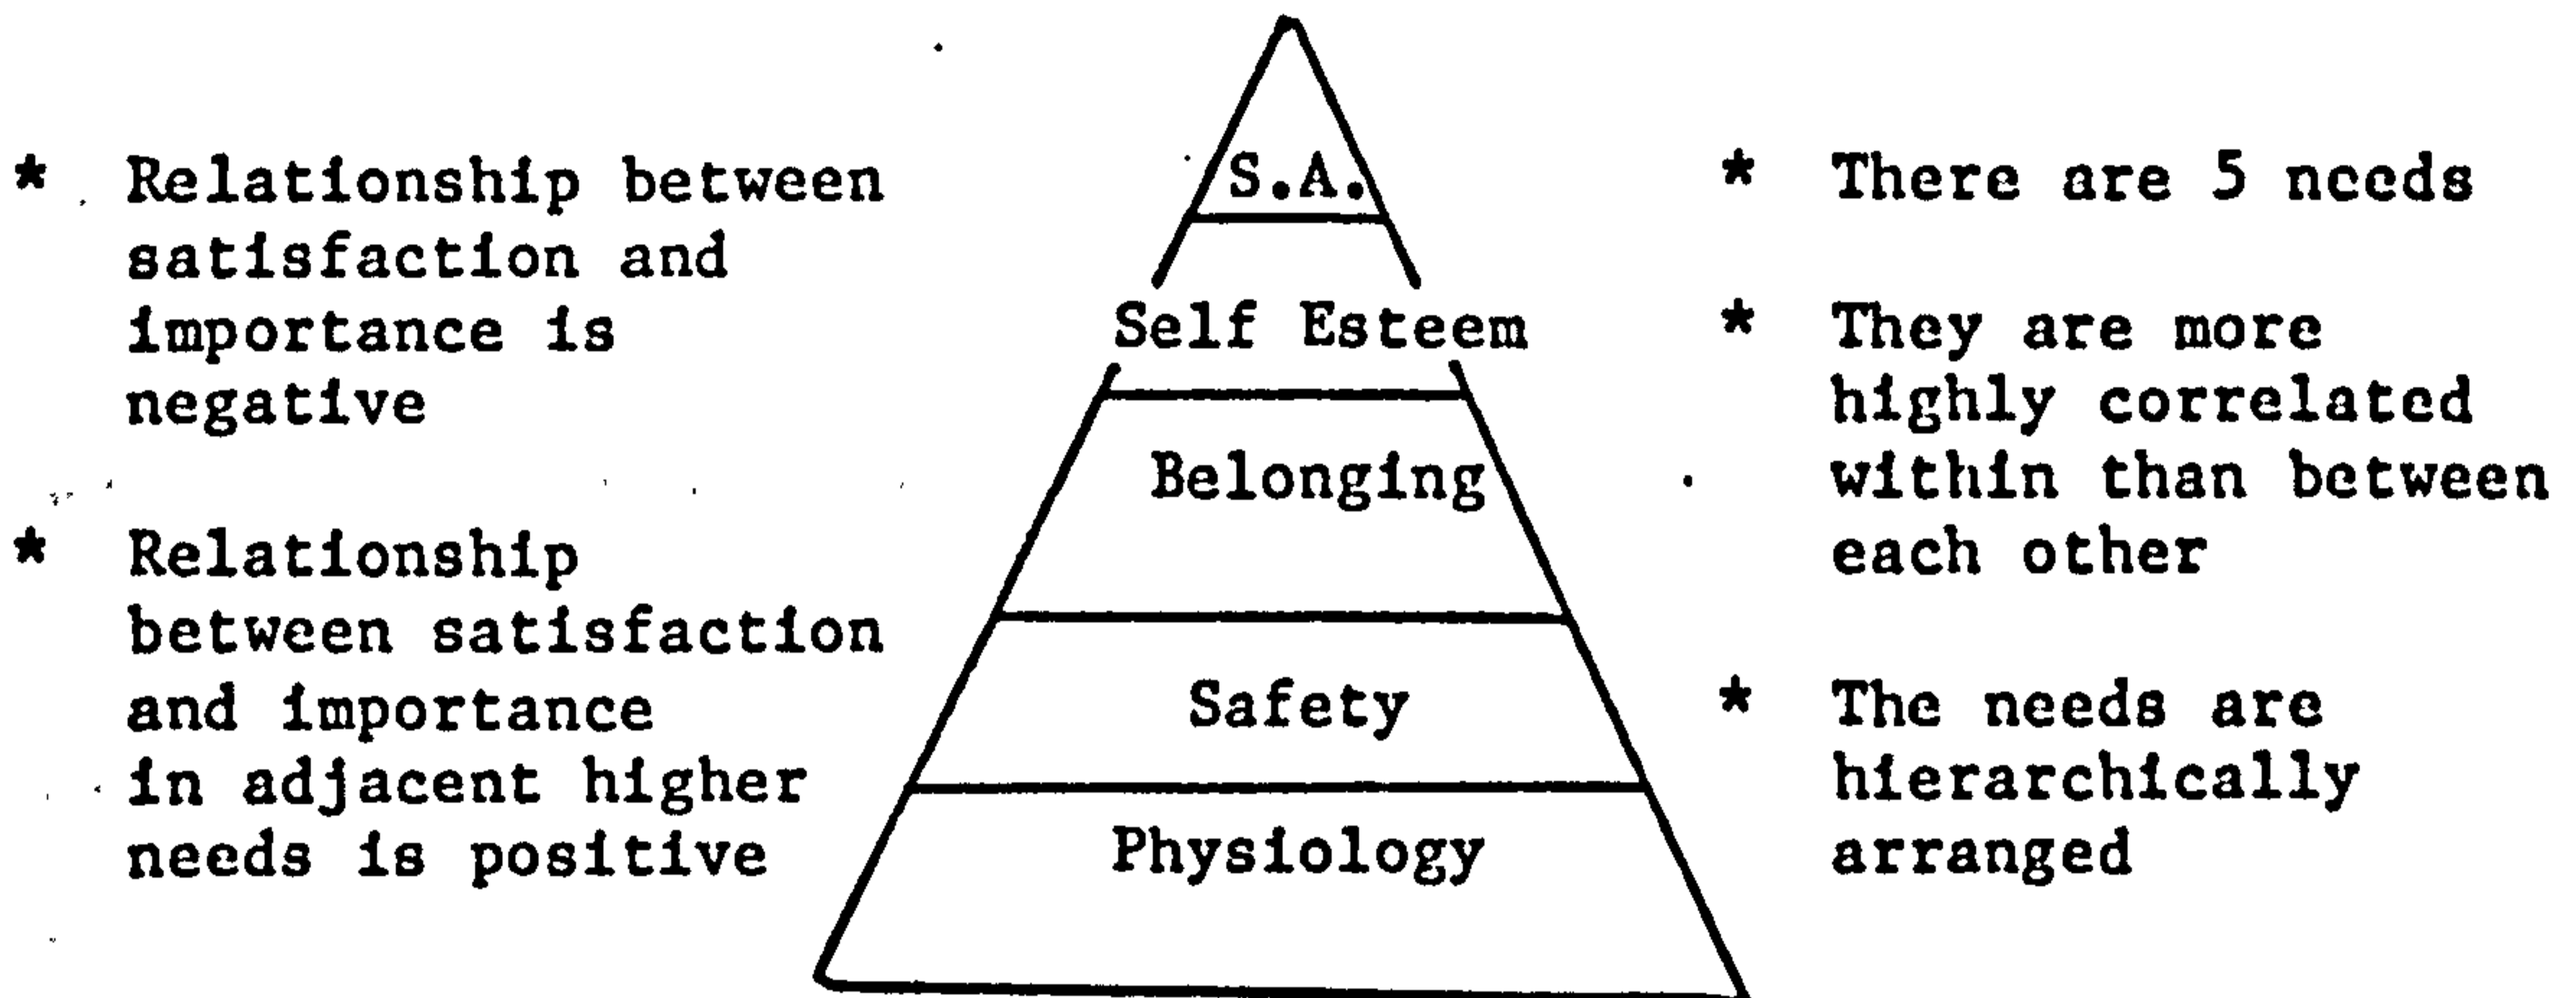 * Relationship between
satisfaction and
importance is
negative
* Relationship
between satisfaction
and importance
in adjacent higher
needs is positive
S.A.
Self Esteem
Belonging
Safety
Physiology
* There are 5 needs
* They are more
highly correlated
within than between
each other
* The needs are
hierarchically
arranged